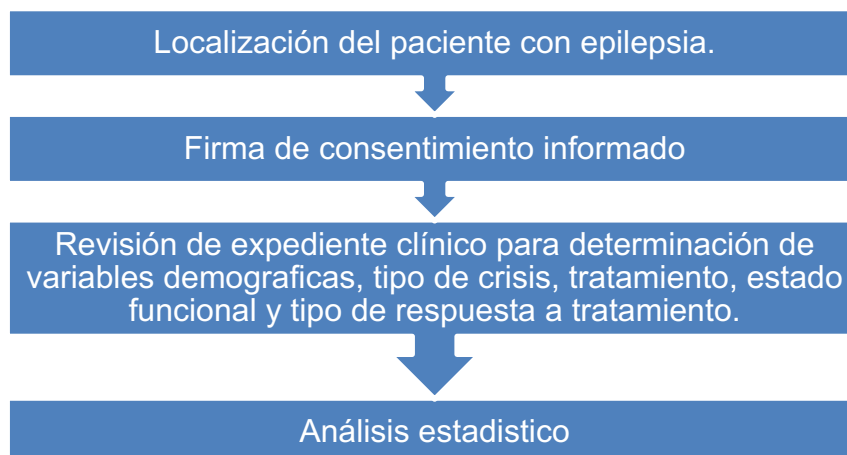 Localización del paciente con epilepsia.
Firma de consentimiento informado
Revisión de expediente clínico para determinación de
variables demograficas, tipo de crisis, tratamiento, estado
funcional y tipo de respuesta a tratamiento.
Análisis estadistico